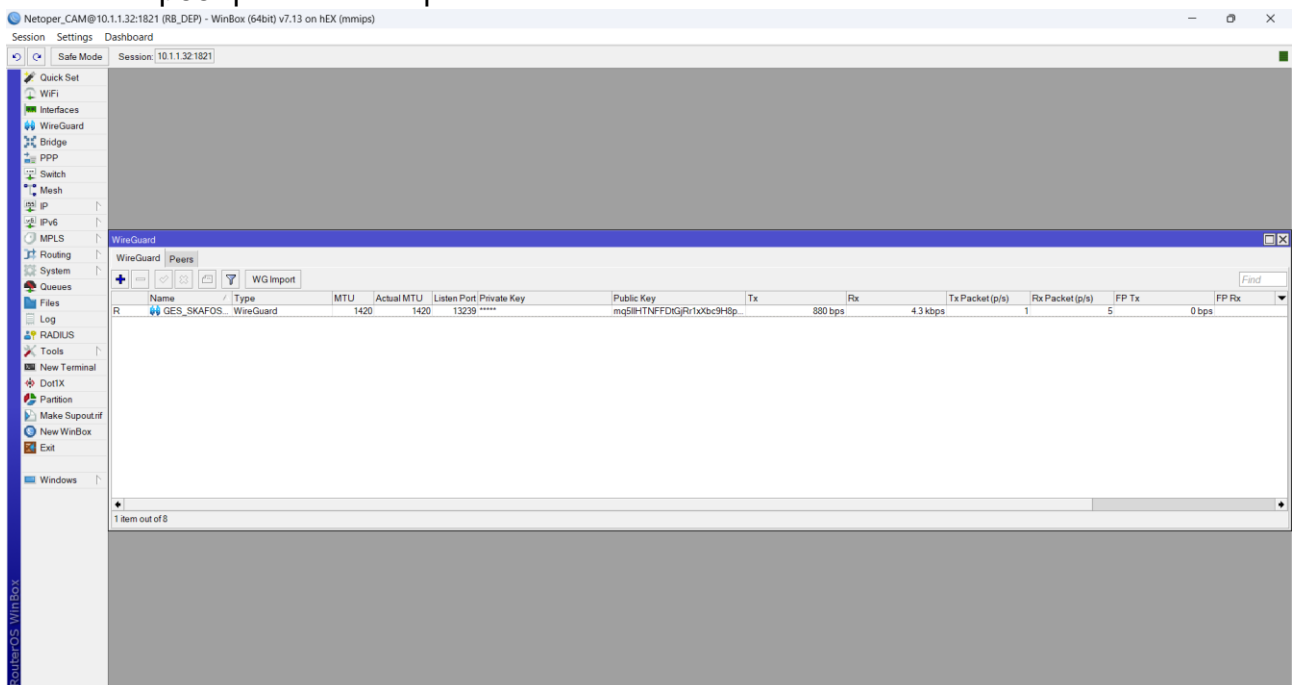 Netoper_CAM@10.1.1.32:1821 (RB_DEP) - WinBox (64bit) v7.13 on hEX (mmips)
Session Settings Dashboard
Safe Mode Session: 10.1.1.32:1821
Quick Set
WiFi
Interfaces
WireGuard
Bridge
PPP
Switch
Mesh
IP
IPv6
MPLS
Routing
System
Queues
Files
Log
RADIUS
Tools
New Terminal
Dot1X
Partition
Make Supout.rif
New WinBox
Exit
Windows
RouterOS WinBox
WireGuard
WireGuard Peers
WG Import Find
Name / Type MTU Actual MTU Listen Port Private Key Public Key Tx Rx Tx Packet (p/s) Rx Packet (p/s) FP Tx FP Rx
R GES_SKAFOS... WireGuard 1420 1420 13239 ***** mq5IIHTNFFDtGjRr1xXbc9H8p... 880 bps 4.3 kbps 1 5 0 bps
1 item out of 8